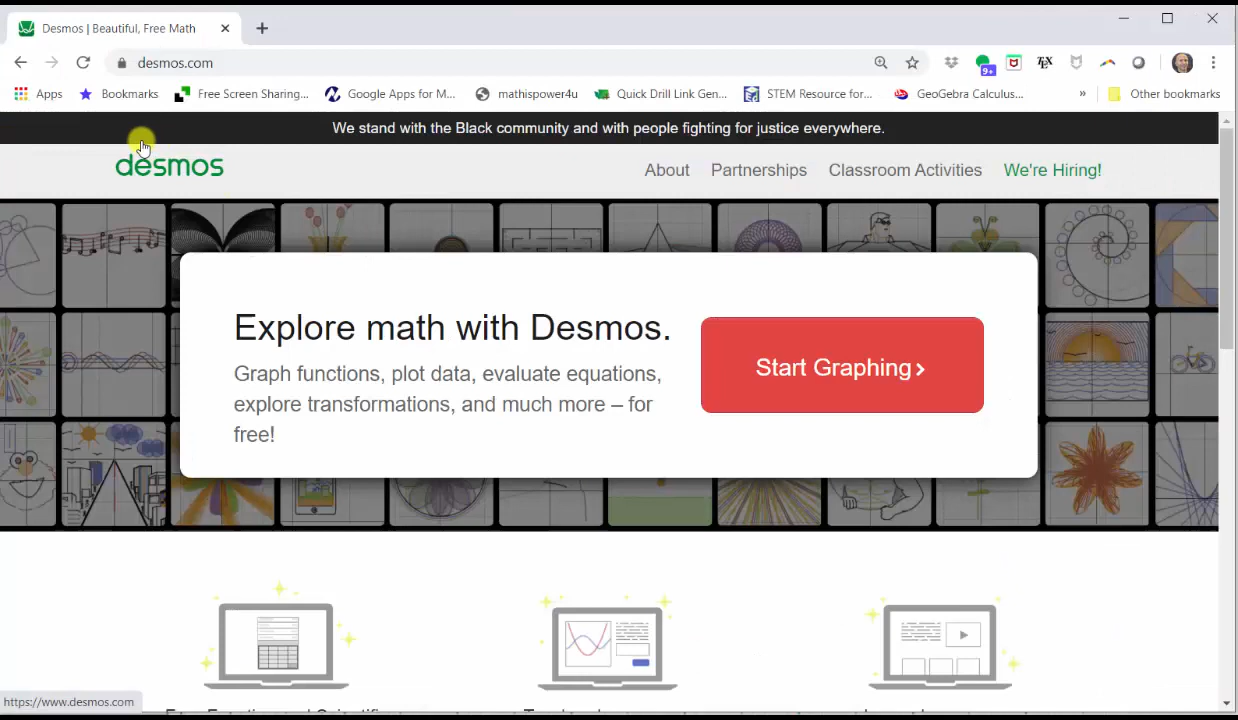 Desmos | Beautiful, Free Math
desmos.com
9+
TEX
Apps
Bookmarks
Free Screen Sharing...
Google Apps for M...
mathispower4u
Quick Drill Link Gen...
STEM Resource for...
GeoGebra Calculus...
»
Other bookmarks
We stand with the Black community and with people fighting for justice everywhere.
desmos
About
Partnerships
Classroom Activities
We're Hiring!
Explore math with Desmos.
Start Graphing
Graph functions, plot data, evaluate equations,
explore transformations, and much more – for
free!
https://www.desmos.com